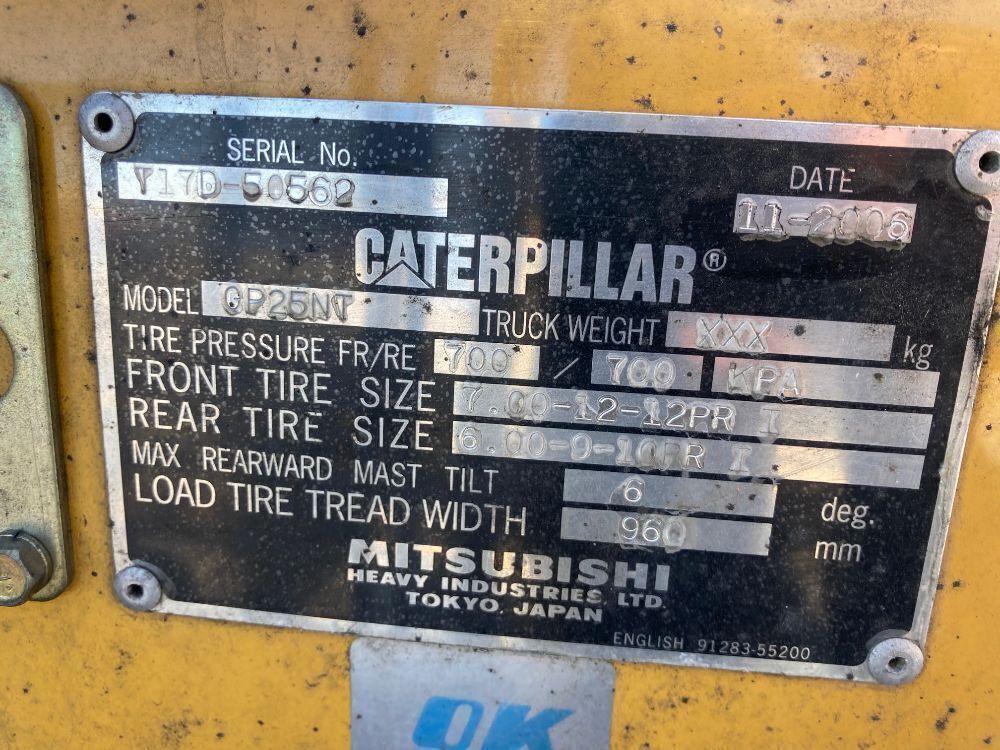 SERIAL No.
T17D-50562
DATE
11-2006
CATERPILLAR®
MODEL GP25NT TRUCK WEIGHT XXX kg
TIRE PRESSURE FR/RE 700 / 700 KPA
FRONT TIRE SIZE 7.00-12-12PR I
REAR TIRE SIZE 6.00-9-10PR I
MAX REARWARD MAST TILT 6 deg.
LOAD TIRE TREAD WIDTH 960 mm
MITSUBISHI
HEAVY INDUSTRIES, LTD.
TOKYO, JAPAN
ENGLISH 91283-55200
OK